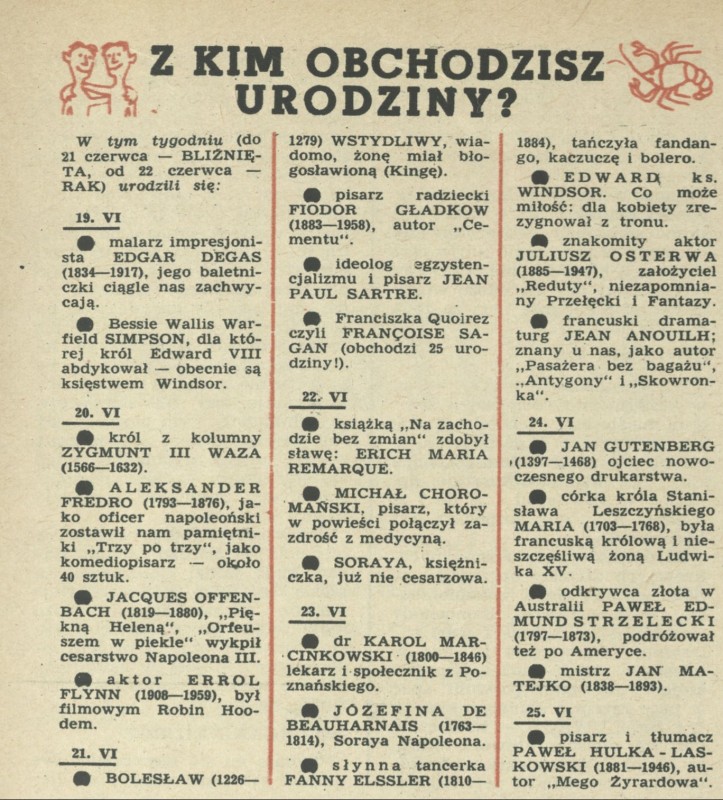 Z KIM OBCHODZISZ
URODZINY?
W tym tygodniu (do
21 czerwca — BLIŹNIĘ-
TA, od 22 czerwca —
RAK) urodzili się:
19. VI
● malarz impresjoni-
sta EDGAR DEGAS
(1834—1917), jego baletni-
czki ciągle nas zachwy-
cają.
● Bessie Wallis War-
field SIMPSON, dla któ-
rej król Edward VIII
abdykował — obecnie są
księstwem Windsor.
20. VI
● król z kolumny
ZYGMUNT III WAZA
(1566—1632).
● ALEKSANDER
FREDRO (1793—1876), ja-
ko oficer napoleoński
zostawił nam pamiętni-
ki „Trzy po trzy“, jako
komediopisarz — około
40 sztuk.
● JACQUES OFFEN-
BACH (1819—1880), „Pię-
kną Heleną“, „Orfeu-
szem w piekle“ wykpił
cesarstwo Napoleona III.
● aktor ERROL
FLYNN (1908—1959), był
filmowym Robin Hoo-
dem.
21. VI
● BOLESŁAW (1226—
1279) WSTYDLIWY, wia-
domo, żonę miał bło-
gosławioną (Kingę).
● pisarz radziecki
FIODOR GŁADKOW
(1883—1958), autor „Ce-
mentu“.
● ideolog egzysten-
cjalizmu i pisarz JEAN
PAUL SARTRE.
● Franciszka Quoirez
czyli FRANÇOISE SA-
GAN (obchodzi 25 uro-
dziny!).
22. VI
● książką „Na zacho-
dzie bez zmian“ zdobył
sławę: ERICH MARIA
REMARQUE.
● MICHAŁ CHORO-
MAŃSKI, pisarz, który
w powieści połączył za-
zdrość z medycyną.
● SORAYA, księżni-
czka, już nie cesarzowa.
23. VI
● dr KAROL MAR-
CINKOWSKI (1800—1846)
lekarz i społecznik z Po-
znańskiego.
● JÓZEFINA DE
BEAUHARNAIS (1763—
1814), Soraya Napoleona.
● słynna tancerka
FANNY ELSSLER (1810—
1884), tańczyła fandan-
go, kaczuczę i bolero.
● EDWARD ks.
WINDSOR. Co może
miłość: dla kobiety zre-
zygnował z tronu.
● znakomity aktor
JULIUSZ OSTERWA
(1885—1947), założyciel
„Reduty“, niezapomnia-
ny Przełęcki i Fantazy.
● francuski drama-
turg JEAN ANOUILH;
znany u nas, jako autor
„Pasażera bez bagażu“,
„Antygony“ i „Skowron-
ka“.
24. VI
● JAN GUTENBERG
(1397—1468) ojciec nowo-
czesnego drukarstwa.
● córka króla Stani-
sława Leszczyńskiego
MARIA (1703—1768), była
francuską królową i nie-
szczęśliwą żoną Ludwi-
ka XV.
● odkrywca złota w
Australii PAWEŁ ED-
MUND STRZELECKI
(1797—1873), podróżował
też po Ameryce.
● mistrz JAN MA-
TEJKO (1838—1893).
25. VI
● pisarz i tłumacz
PAWEŁ HULKA-LAS-
KOWSKI (1881—1946), au-
tor „Mego Żyrardowa“.